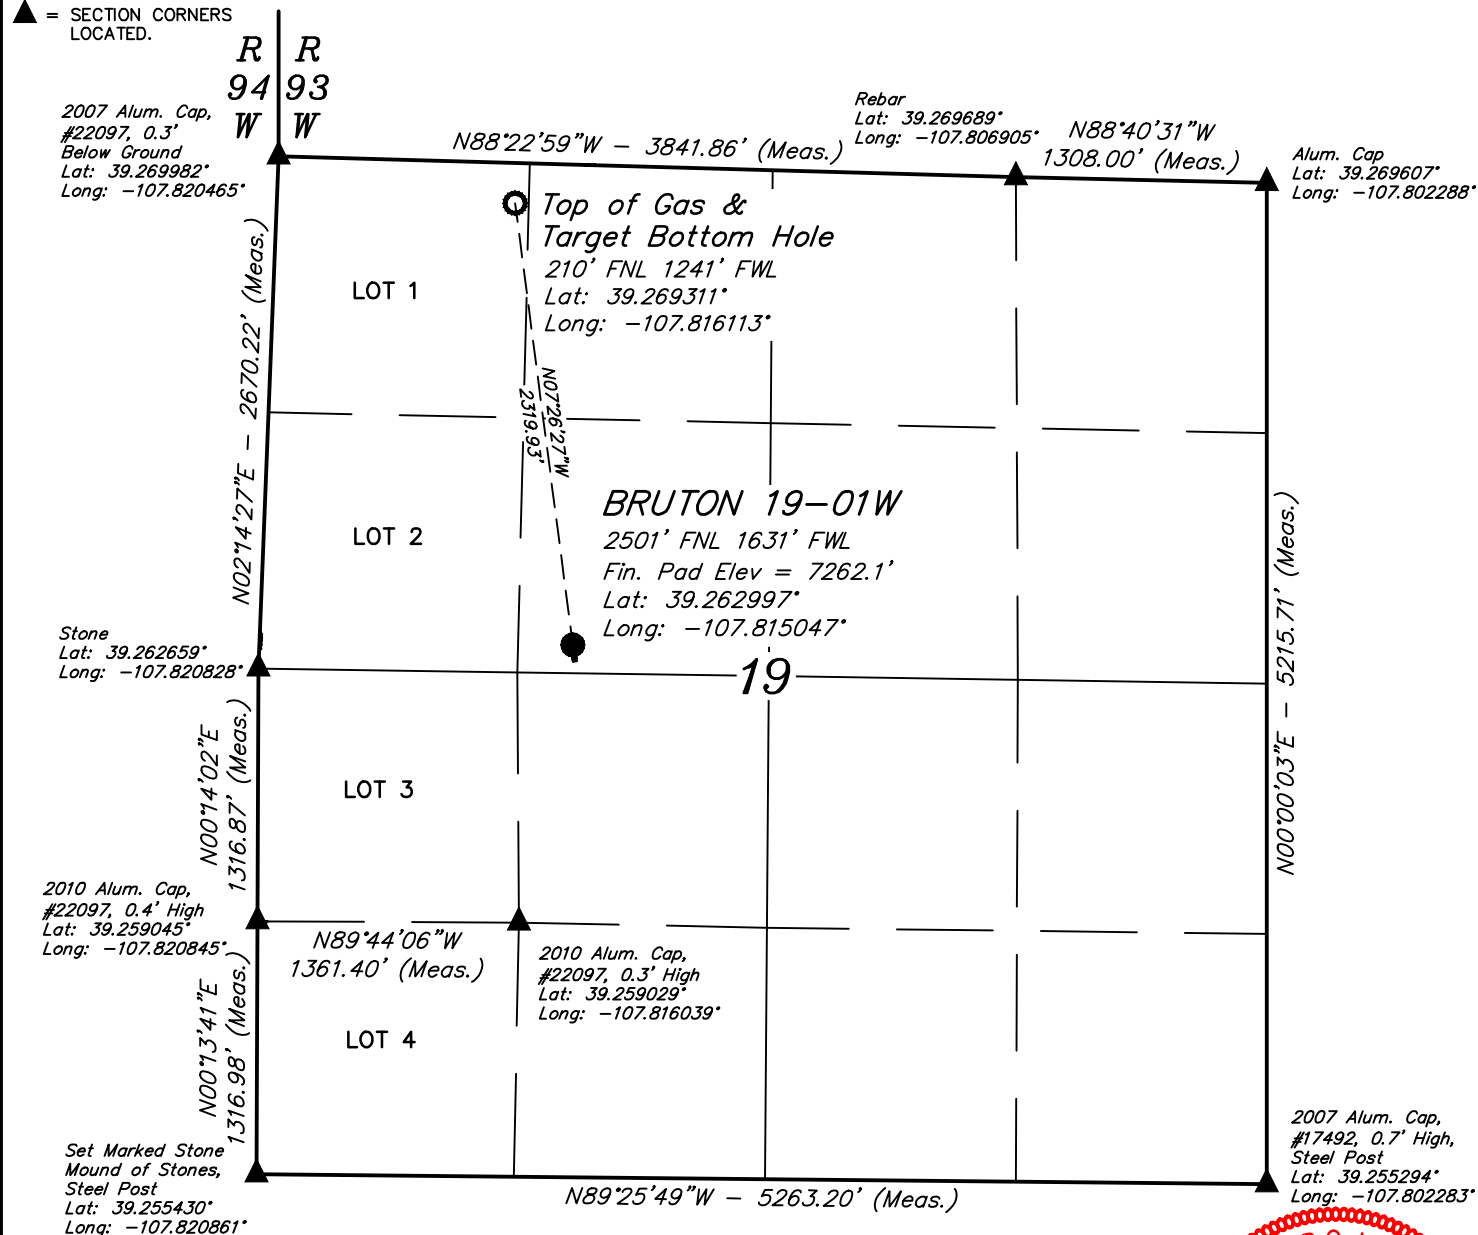 ▲ = SECTION CORNERS
LOCATED.
R R
94 93
W W
2007 Alum. Cap,
#22097, 0.3'
Below Ground
Lat: 39.269982°
Long: -107.820465°
N88°22'59"W - 3841.86' (Meas.)
Rebar
Lat: 39.269689°
Long: -107.806905°
N88°40'31"W
1308.00' (Meas.)
Alum. Cap
Lat: 39.269607°
Long: -107.802288°
Top of Gas &
Target Bottom Hole
210' FNL 1241' FWL
Lat: 39.269311°
Long: -107.816113°
LOT 1
N02°14'27"E - 2670.22' (Meas.)
N07°26'27"W
2319.93'
LOT 2
BRUTON 19-01W
2501' FNL 1631' FWL
Fin. Pad Elev = 7262.1'
Lat: 39.262997°
Long: -107.815047°
N00°00'03"E - 5215.71' (Meas.)
Stone
Lat: 39.262659°
Long: -107.820828°
19
N00°14'02"E
1316.87' (Meas.)
LOT 3
2010 Alum. Cap,
#22097, 0.4' High
Lat: 39.259045°
Long: -107.820845°
N89°44'06"W
1361.40' (Meas.)
2010 Alum. Cap,
#22097, 0.3' High
Lat: 39.259029°
Long: -107.816039°
N00°13'41"E
1316.98' (Meas.)
LOT 4
Set Marked Stone
Mound of Stones,
Steel Post
Lat: 39.255430°
Long: -107.820861°
N89°25'49"W - 5263.20' (Meas.)
2007 Alum. Cap,
#17492, 0.7' High,
Steel Post
Lat: 39.255294°
Long: -107.802283°